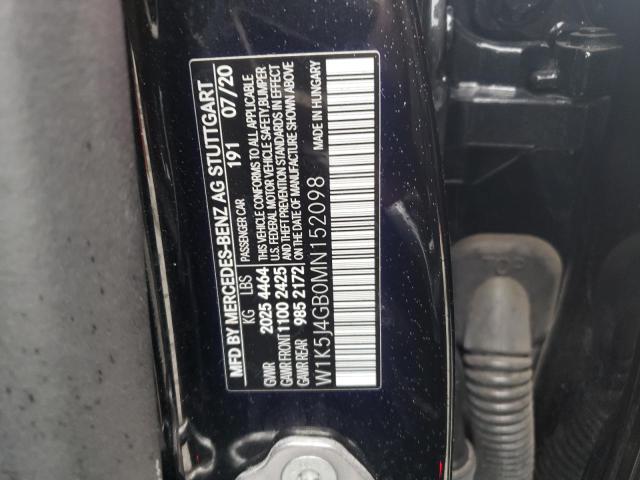 MFD BY MERCEDES-BENZ AG STUTTGART
191 07/20
KG LBS PASSENGER CAR
GVWR 2025 4464 THIS VEHICLE CONFORMS TO ALL APPLICABLE
GAWR FRONT 1100 2425 U.S. FEDERAL MOTOR VEHICLE SAFETY, BUMPER
GAWR REAR 985 2172 AND THEFT PREVENTION STANDARDS IN EFFECT
ON THE DATE OF MANUFACTURE SHOWN ABOVE
W1K5J4GB0MN152098 MADE IN HUNGARY
TOP